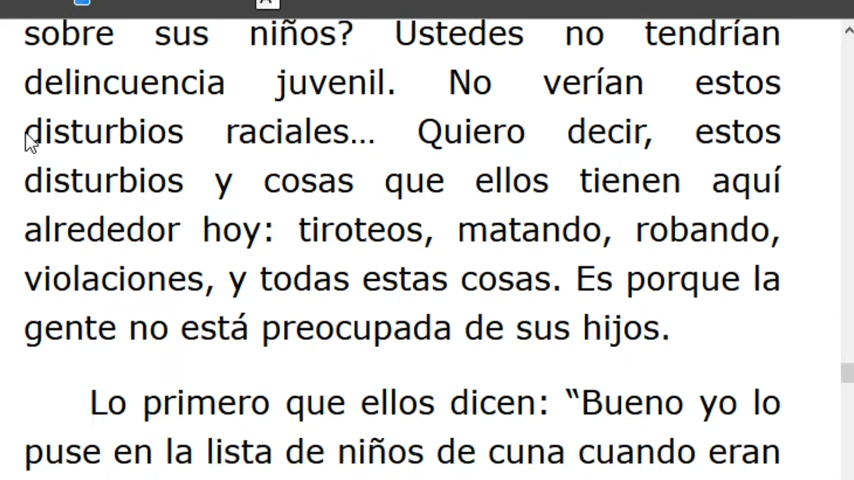 sobre sus niños? Ustedes no tendrían
delincuencia juvenil. No verían estos
disturbios raciales... Quiero decir, estos
disturbios y cosas que ellos tienen aquí
alrededor hoy: tiroteos, matando, robando,
violaciones, y todas estas cosas. Es porque la
gente no está preocupada de sus hijos.
Lo primero que ellos dicen: “Bueno yo lo
puse en la lista de niños de cuna cuando eran